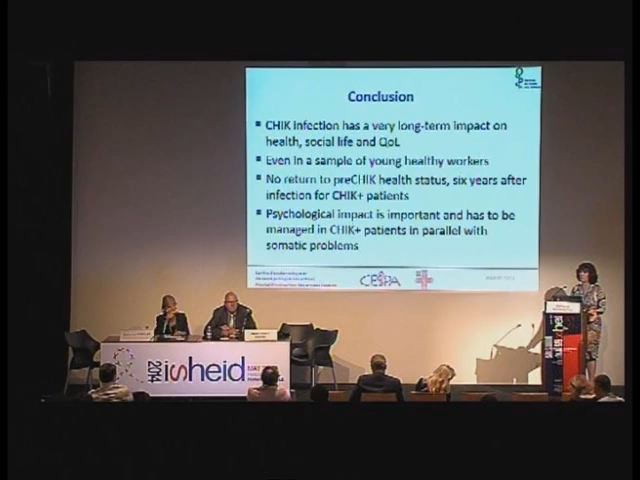 Conclusion
CHIK infection has a very long-term impact on
health, social life and QoL
Even in a sample of young healthy workers
No return to preCHIK health status, six years after
infection for CHIK+ patients
Psychological impact is important and has to be
managed in CHIK+ patients in parallel with
somatic problems
CESPA
2014
isheid